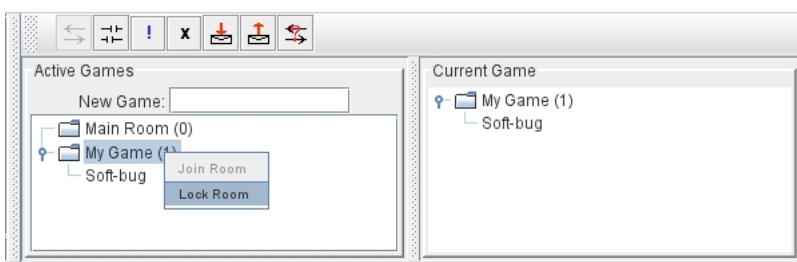 ! x
Active Games
New Game:
Main Room (0)
My Game (1)
Soft-bug
Join Room
Lock Room
Current Game
My Game (1)
Soft-bug